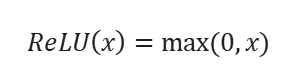 ReLU(x) = max(0, x)